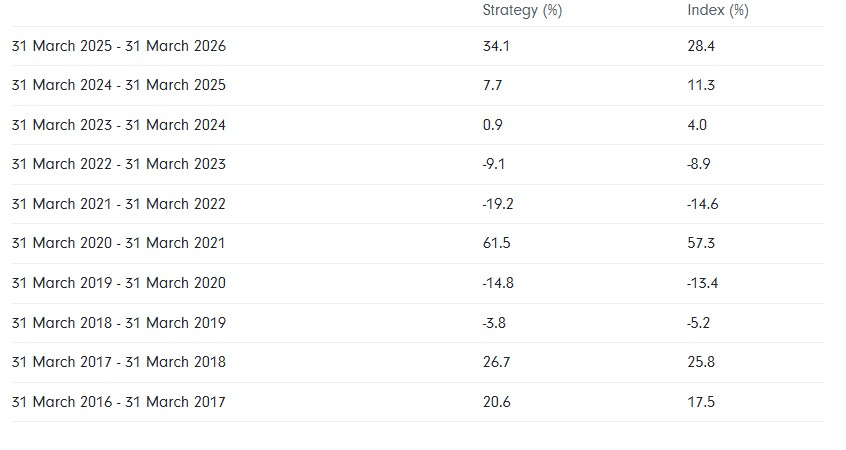 Strategy (%) Index (%)
31 March 2025 - 31 March 2026 34.1 28.4
31 March 2024 - 31 March 2025 7.7 11.3
31 March 2023 - 31 March 2024 0.9 4.0
31 March 2022 - 31 March 2023 -9.1 -8.9
31 March 2021 - 31 March 2022 -19.2 -14.6
31 March 2020 - 31 March 2021 61.5 57.3
31 March 2019 - 31 March 2020 -14.8 -13.4
31 March 2018 - 31 March 2019 -3.8 -5.2
31 March 2017 - 31 March 2018 26.7 25.8
31 March 2016 - 31 March 2017 20.6 17.5